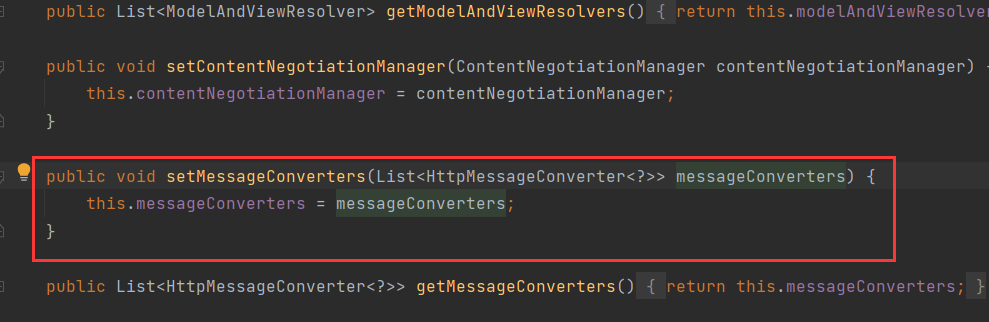 public List<ModelAndViewResolver> getModelAndViewResolvers() { return this.modelAndViewResolver
public void setContentNegotiationManager(ContentNegotiationManager contentNegotiationManager) {
this.contentNegotiationManager = contentNegotiationManager;
}
public void setMessageConverters(List<HttpMessageConverter<?>> messageConverters) {
this.messageConverters = messageConverters;
}
public List<HttpMessageConverter<?>> getMessageConverters() { return this.messageConverters; }